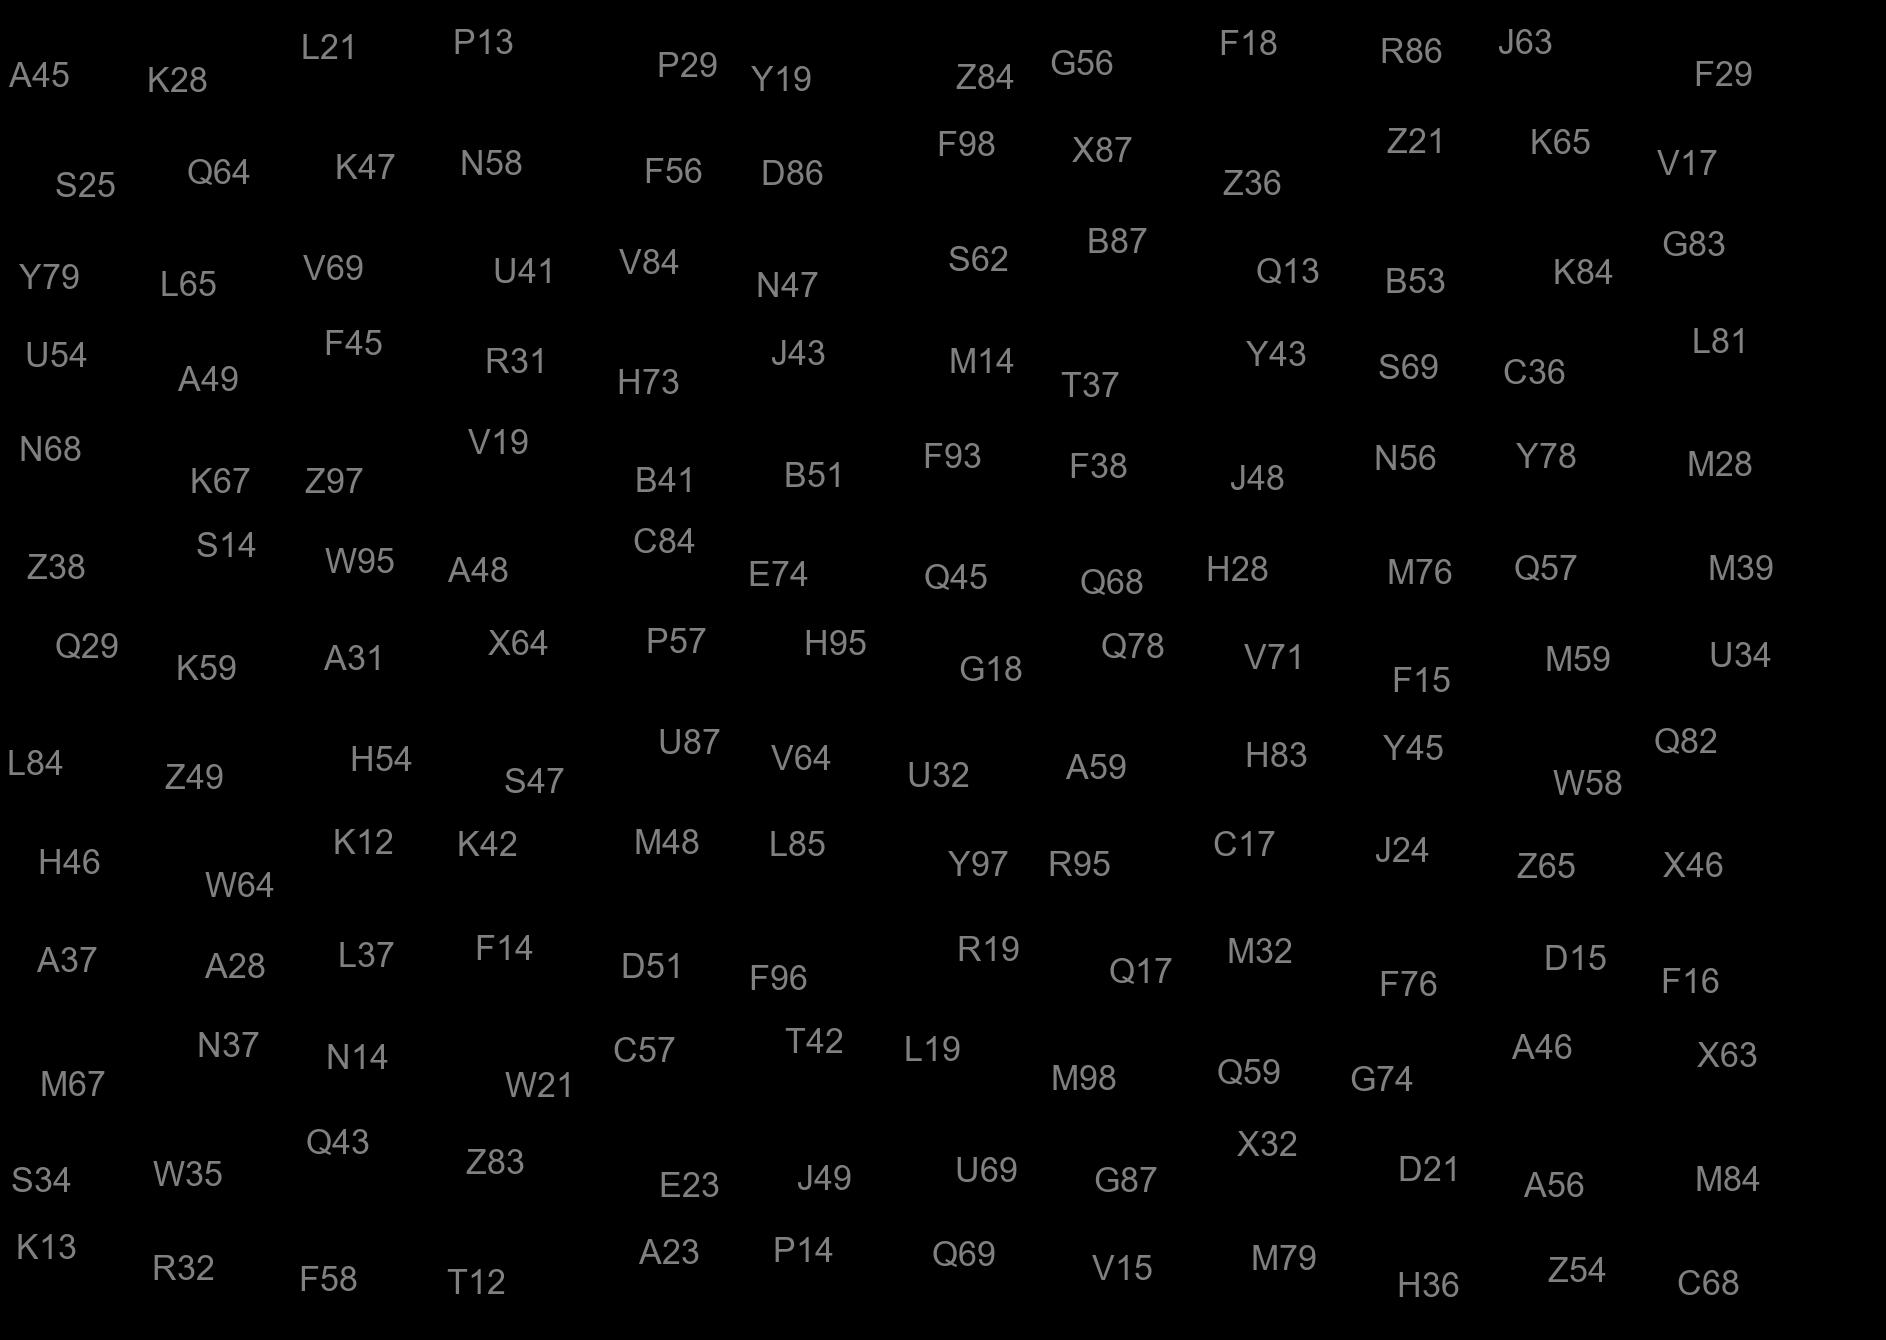 A45 K28 L21 P13 P29 Y19 Z84 G56 F18 R86 J63 F29
S25 Q64 K47 N58 F56 D86 F98 X87 Z36 Z21 K65 V17
Y79 L65 V69 U41 V84 N47 S62 B87 Q13 B53 K84 G83
U54 A49 F45 R31 H73 J43 M14 T37 Y43 S69 C36 L81
N68 K67 Z97 V19 B41 B51 F93 F38 J48 N56 Y78 M28
Z38 S14 W95 A48 C84 E74 Q45 Q68 H28 M76 Q57 M39
Q29 K59 A31 X64 P57 H95 G18 Q78 V71 F15 M59 U34
L84 Z49 H54 S47 U87 V64 U32 A59 H83 Y45 W58 Q82
H46 W64 K12 K42 M48 L85 Y97 R95 C17 J24 Z65 X46
A37 A28 L37 F14 D51 F96 R19 Q17 M32 F76 D15 F16
M67 N37 N14 W21 C57 T42 L19 M98 Q59 G74 A46 X63
S34 W35 Q43 Z83 E23 J49 U69 G87 X32 D21 A56 M84
K13 R32 F58 T12 A23 P14 Q69 V15 M79 H36 Z54 C68